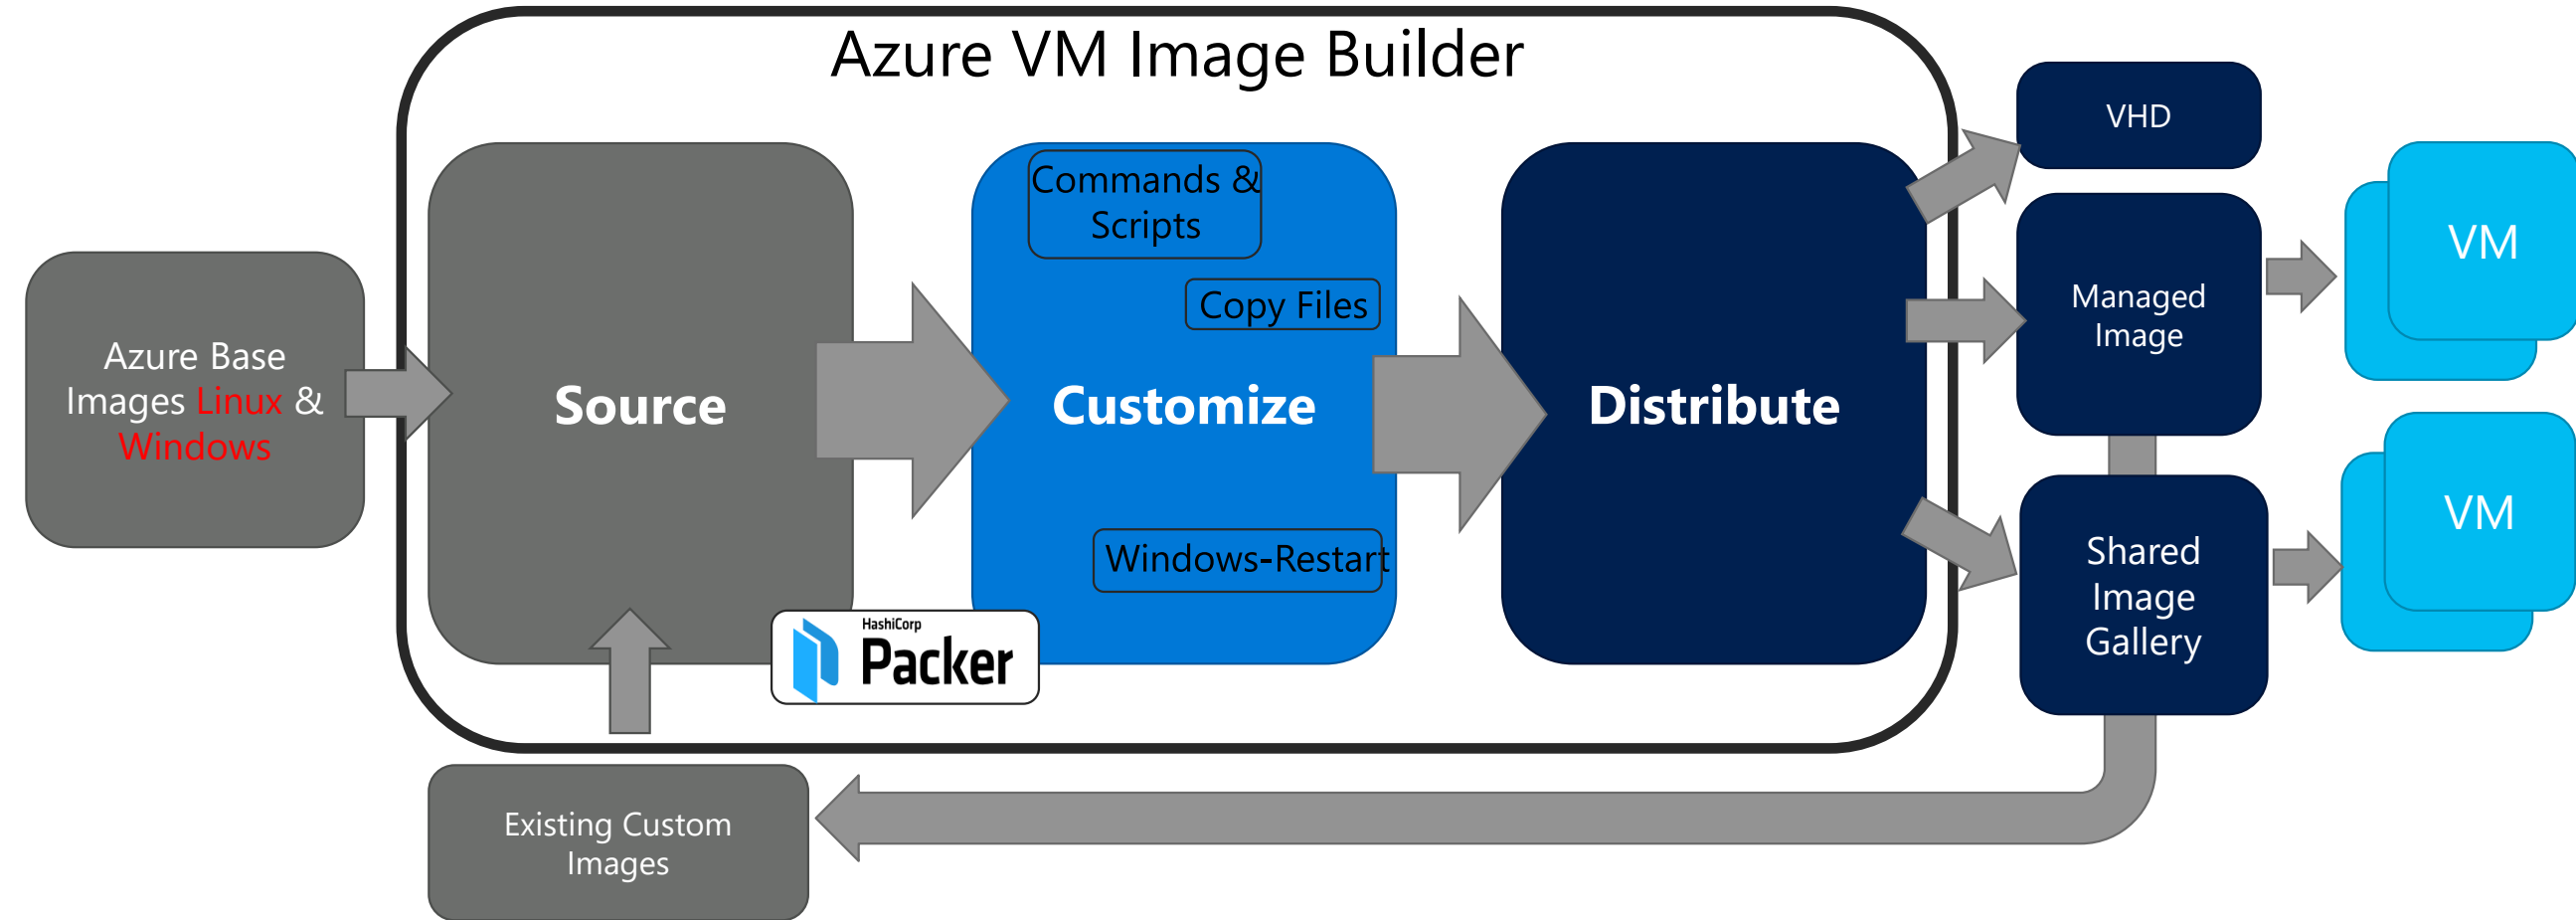 Azure VM Image Builder
Azure Base
Images Linux &
Windows
Source
Commands &
Scripts
Copy Files
Customize
Windows-Restart
HashiCorp
Packer
Distribute
VHD
Managed
Image
Shared
Image
Gallery
VM
VM
Existing Custom
Images